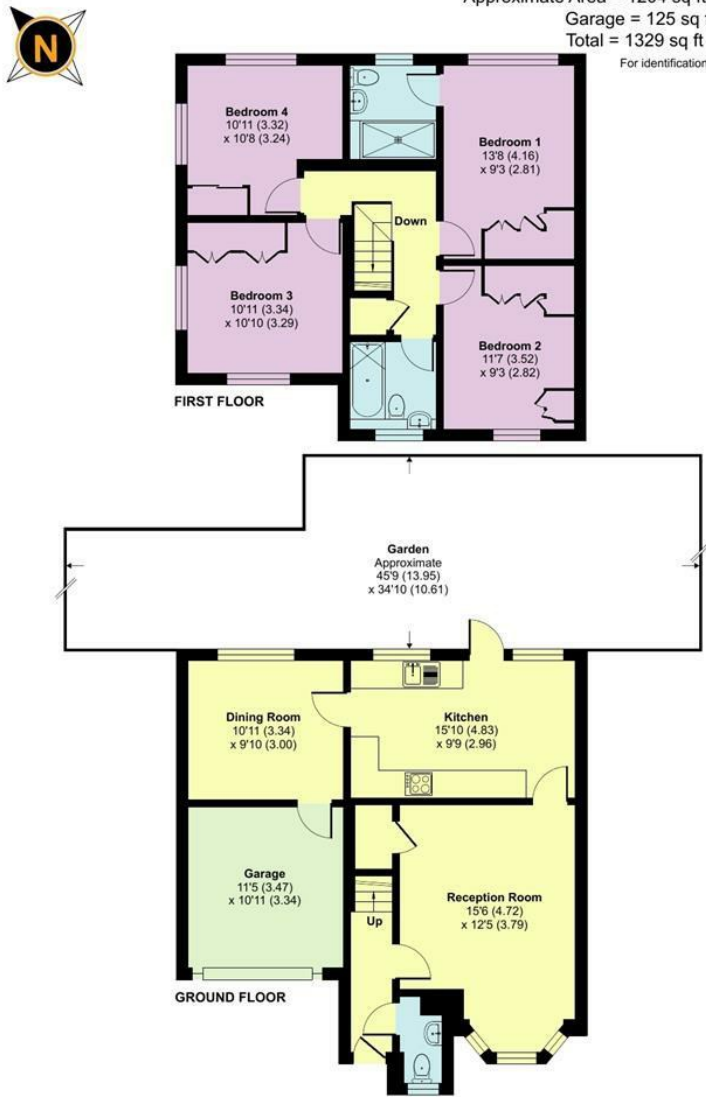 Approximate Area = 1204 sq ft
Garage = 125 sq
Total = 1329 sq ft
For identification
N
Bedroom 4
10'11 (3.32)
x 10'8 (3.24)
Bedroom 1
13'8 (4.16)
x 9'3 (2.81)
Down
Bedroom 3
10'11 (3.34)
x 10'10 (3.29)
Bedroom 2
11'7 (3.52)
x 9'3 (2.82)
FIRST FLOOR
Garden
Approximate
45'9 (13.95)
x 34'10 (10.61)
Dining Room
10'11 (3.34)
x 9'10 (3.00)
Kitchen
15'10 (4.83)
x 9'9 (2.96)
Garage
11'5 (3.47)
x 10'11 (3.34)
Up
Reception Room
15'6 (4.72)
x 12'5 (3.79)
GROUND FLOOR